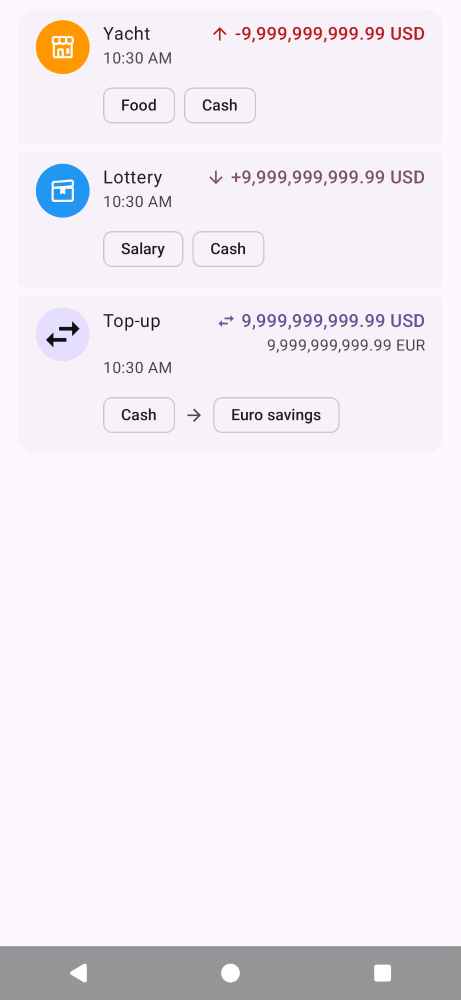 Yacht -9,999,999,999.99 USD
10:30 AM
Food Cash
Lottery +9,999,999,999.99 USD
10:30 AM
Salary Cash
Top-up 9,999,999,999.99 USD
9,999,999,999.99 EUR
10:30 AM
Cash → Euro savings